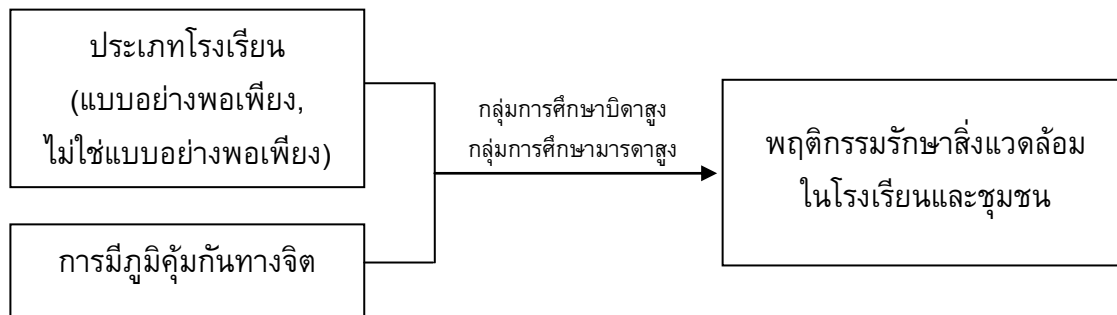 ประเภทโรงเรียน
(แบบอย่างพอเพียง,
ไม่ใช่แบบอย่างพอเพียง)
การมีภูมิคุ้มกันทางจิต
กลุ่มการศึกษาบิดาสูง
กลุ่มการศึกษามารดาสูง
พฤติกรรมรักษาสิ่งแวดล้อม
ในโรงเรียนและชุมชน